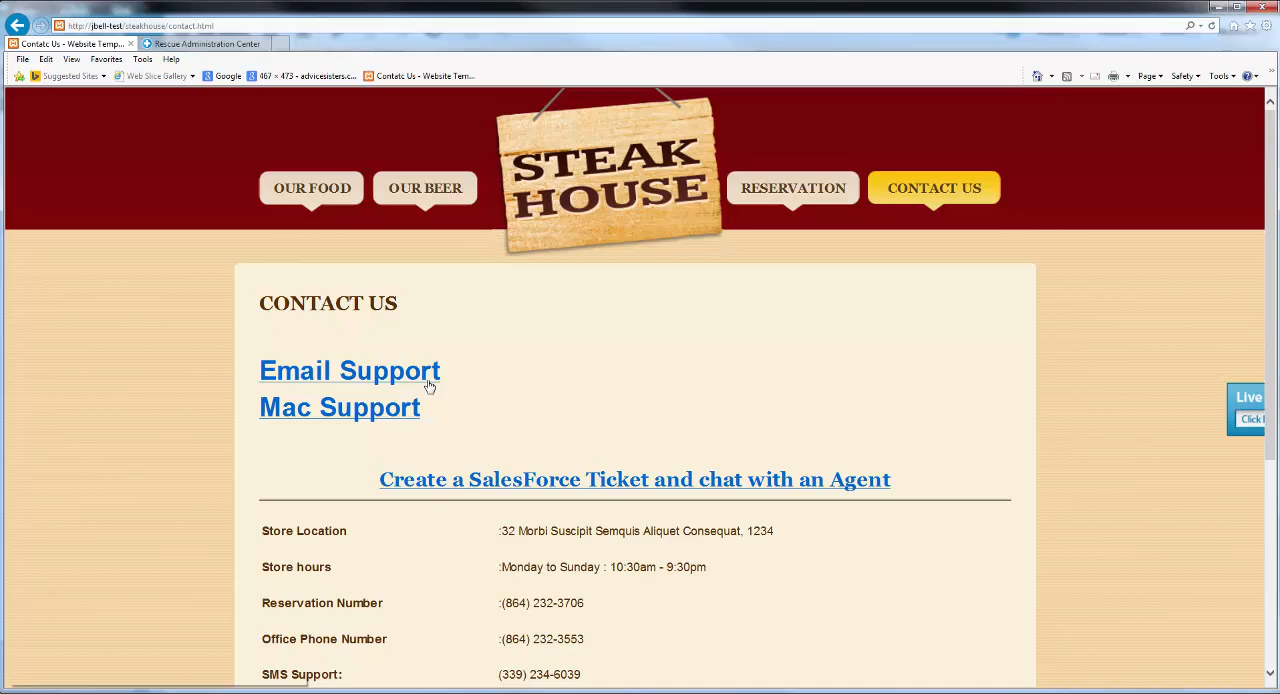 http://jbell-test/steakhouse/contact.html
Contatc Us - Website Temp...
Rescue Administration Center
File Edit View Favorites Tools Help
Suggested Sites Web Slice Gallery Google 467 × 473 - advicesisters.c... Contatc Us - Website Tem...
Page Safety Tools
STEAK
HOUSE
OUR FOOD OUR BEER RESERVATION CONTACT US
CONTACT US
Email Support
Mac Support
Live
Click
Create a SalesForce Ticket and chat with an Agent
Store Location :32 Morbi Suscipit Semquis Aliquet Consequat, 1234
Store hours :Monday to Sunday : 10:30am - 9:30pm
Reservation Number :(864) 232-3706
Office Phone Number :(864) 232-3553
SMS Support: (339) 234-6039